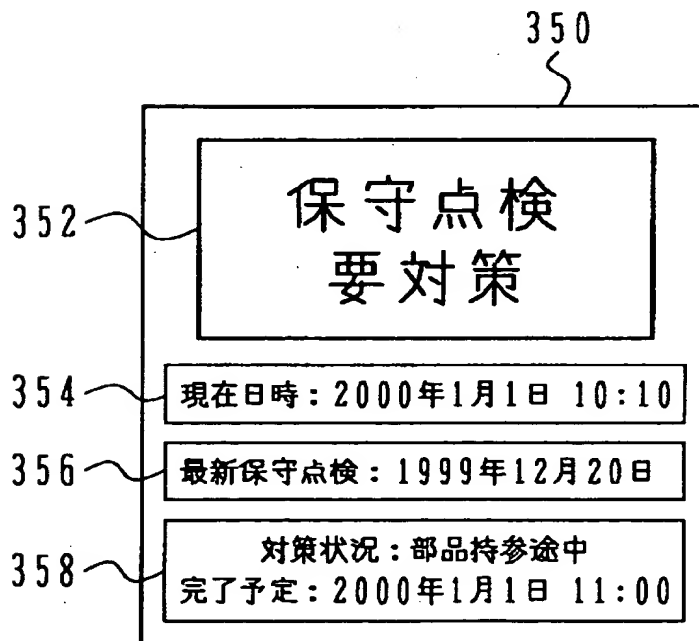 350
352
保守点検
要対策
354
現在日時：2000年1月1日 10:10
356
最新保守点検：1999年12月20日
358
対策状況：部品持参途中
完了予定：2000年1月1日 11:00